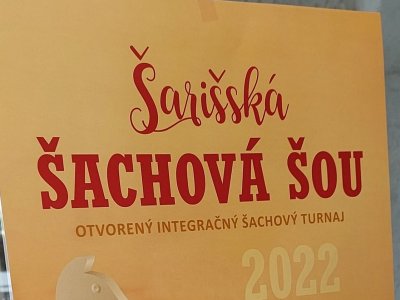 Šarišská
ŠACHOVÁ ŠOU
OTVORENÝ INTEGRAČNÝ ŠACHOVÝ TURNAJ
2022